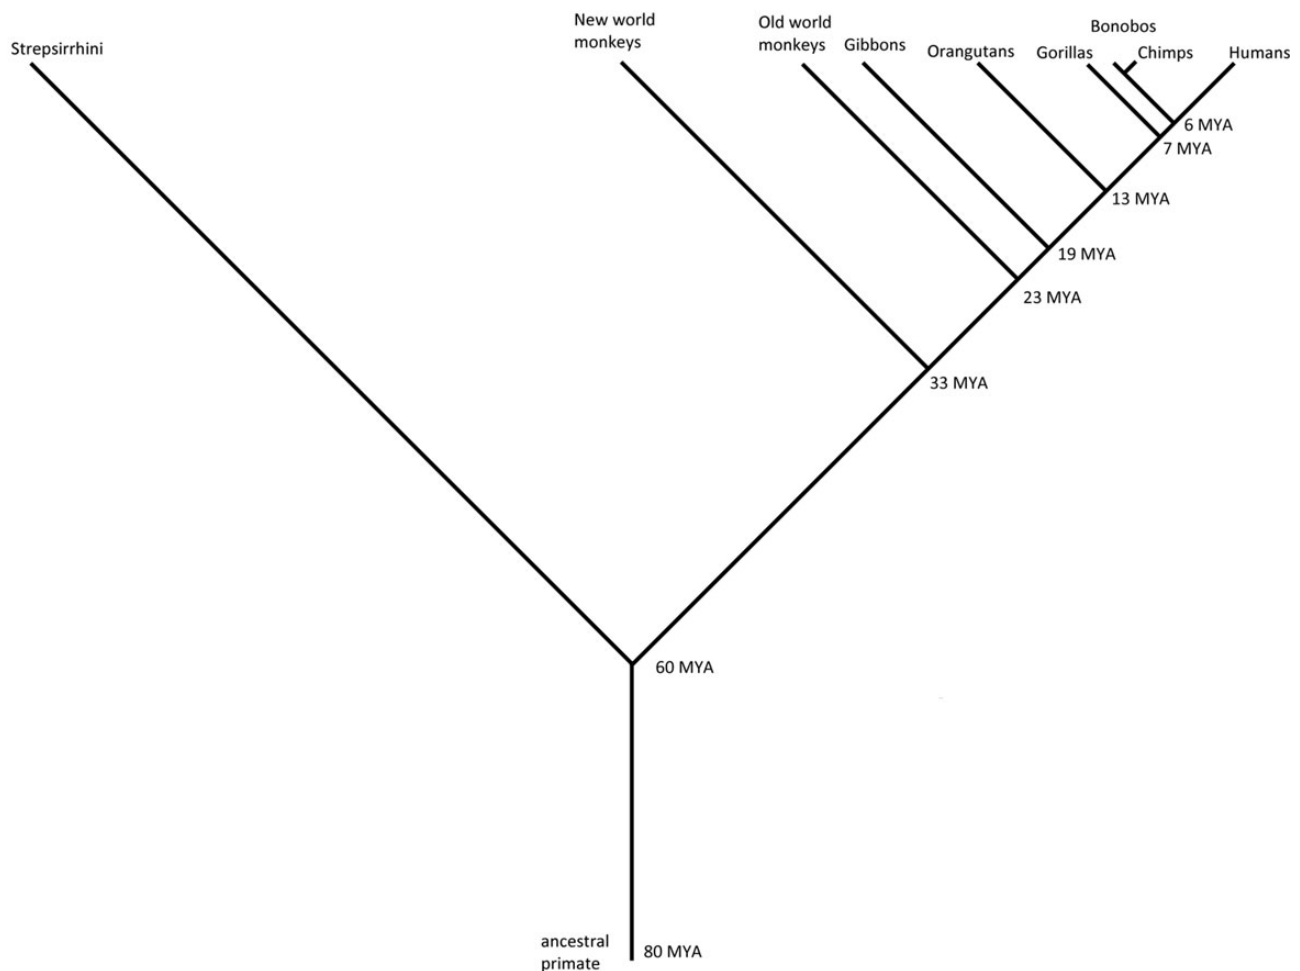 Strepsirrhini
New world
monkeys
Old world
monkeys
Gibbons
Orangutans
Gorillas
Bonobos
Chimps
Humans
6 MYA
7 MYA
13 MYA
19 MYA
23 MYA
33 MYA
60 MYA
ancestral
primate
80 MYA